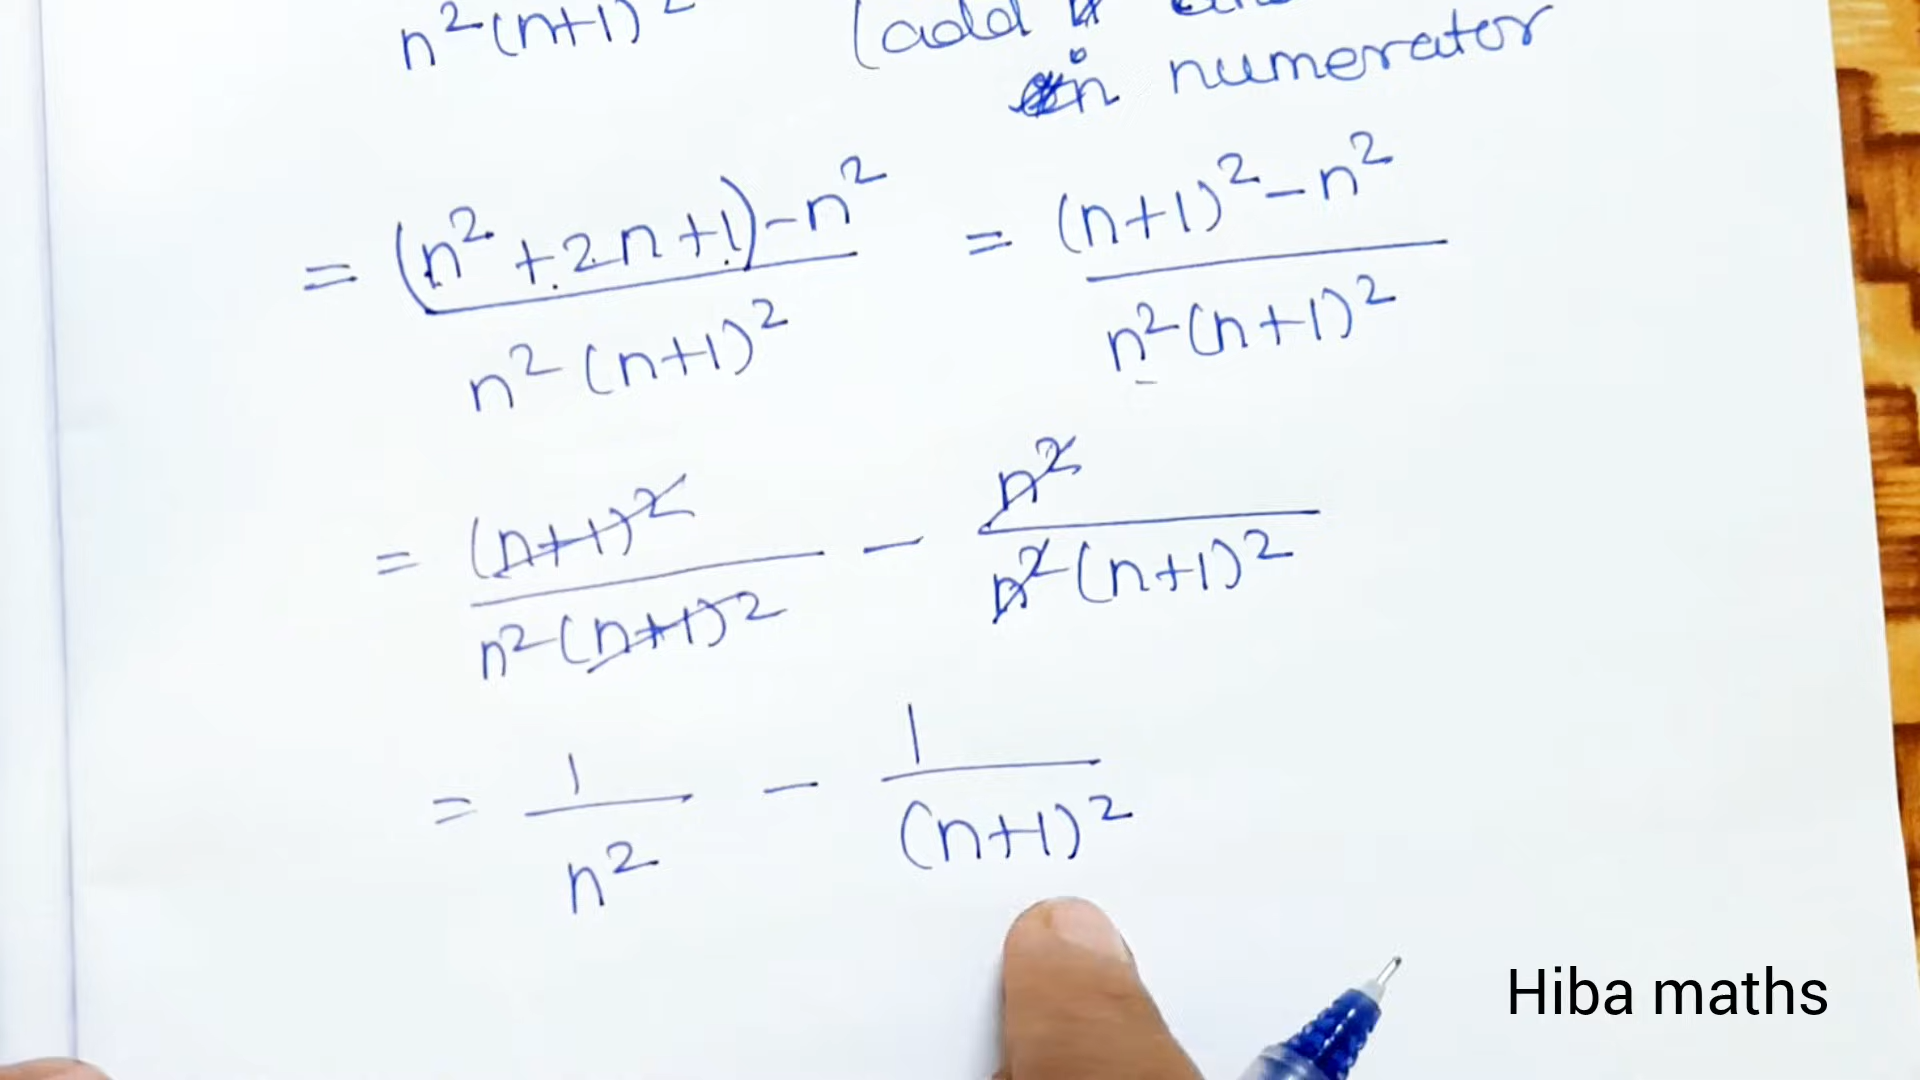 n²(n+1)² (add
in numerator
= (n²+2n+1)-n² / n²(n+1)² = (n+1)²-n² / n²(n+1)²
= (n+1)² / n²(n+1)² - n² / n²(n+1)²
= 1 / n² - 1 / (n+1)²
Hiba maths